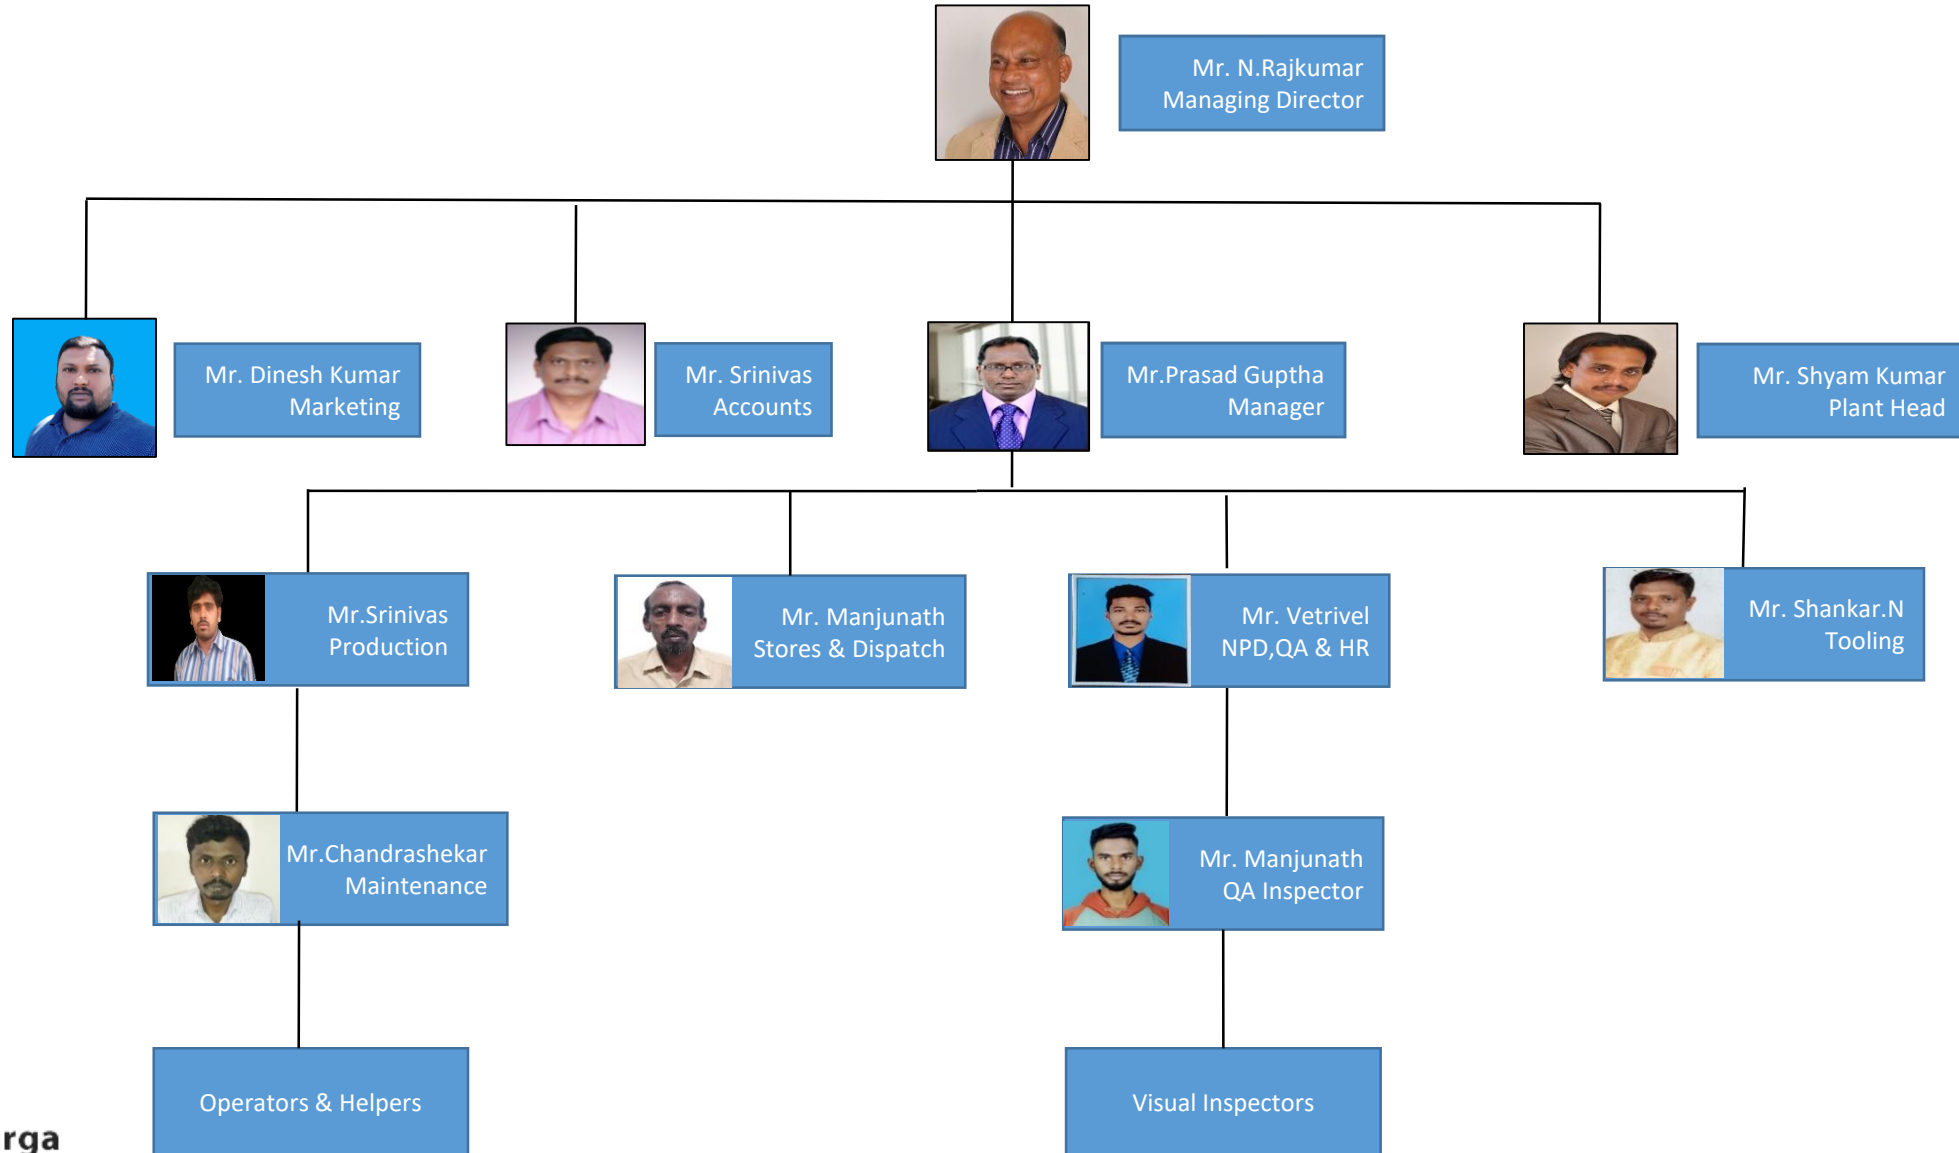 Mr. N.Rajkumar
Managing Director
Mr. Dinesh Kumar
Marketing
Mr. Srinivas
Accounts
Mr.Prasad Guptha
Manager
Mr. Shyam Kumar
Plant Head
Mr.Srinivas
Production
Mr. Manjunath
Stores & Dispatch
Mr. Vetrivel
NPD,QA & HR
Mr. Shankar.N
Tooling
Mr.Chandrashekar
Maintenance
Mr. Manjunath
QA Inspector
Operators & Helpers
Visual Inspectors
rga